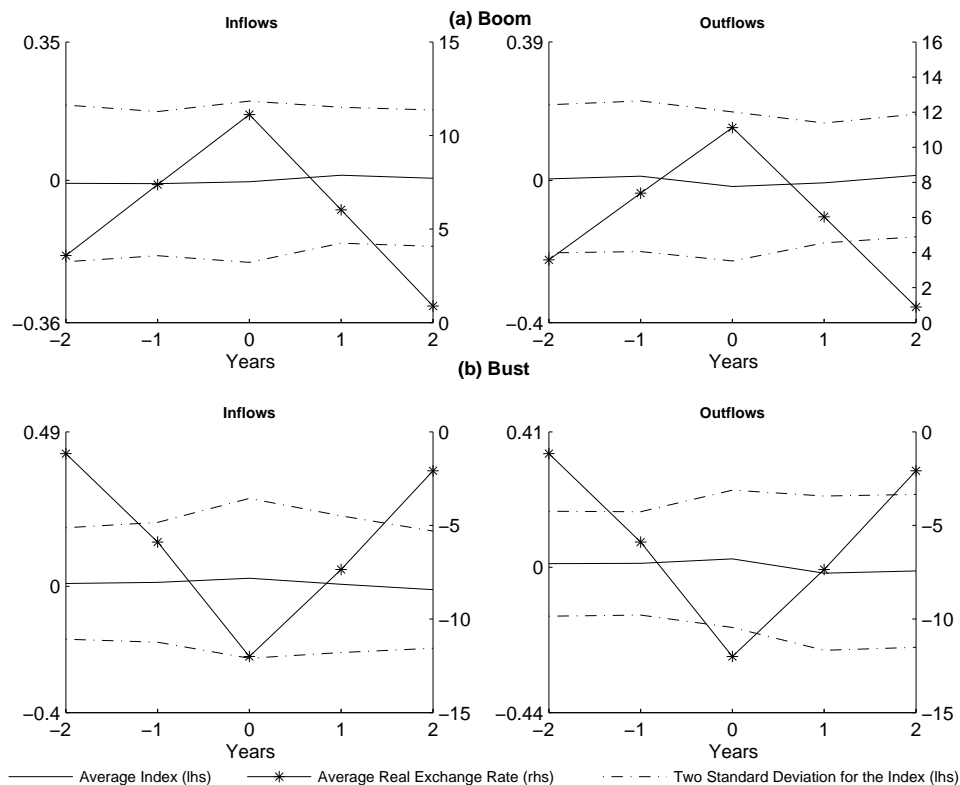 (a) Boom
Inflows
Outflows
0.35
0
−0.36
15
10
5
0
−2 −1 0 1 2
Years
0.39
0
−0.4
16
14
12
10
8
6
4
2
0
−2 −1 0 1 2
Years
(b) Bust
Inflows
Outflows
0.49
0
−0.4
0
−5
−10
−15
−2 −1 0 1 2
Years
0.41
0
−0.44
0
−5
−10
−15
−2 −1 0 1 2
Years
Average Index (lhs) Average Real Exchange Rate (rhs) Two Standard Deviation for the Index (lhs)